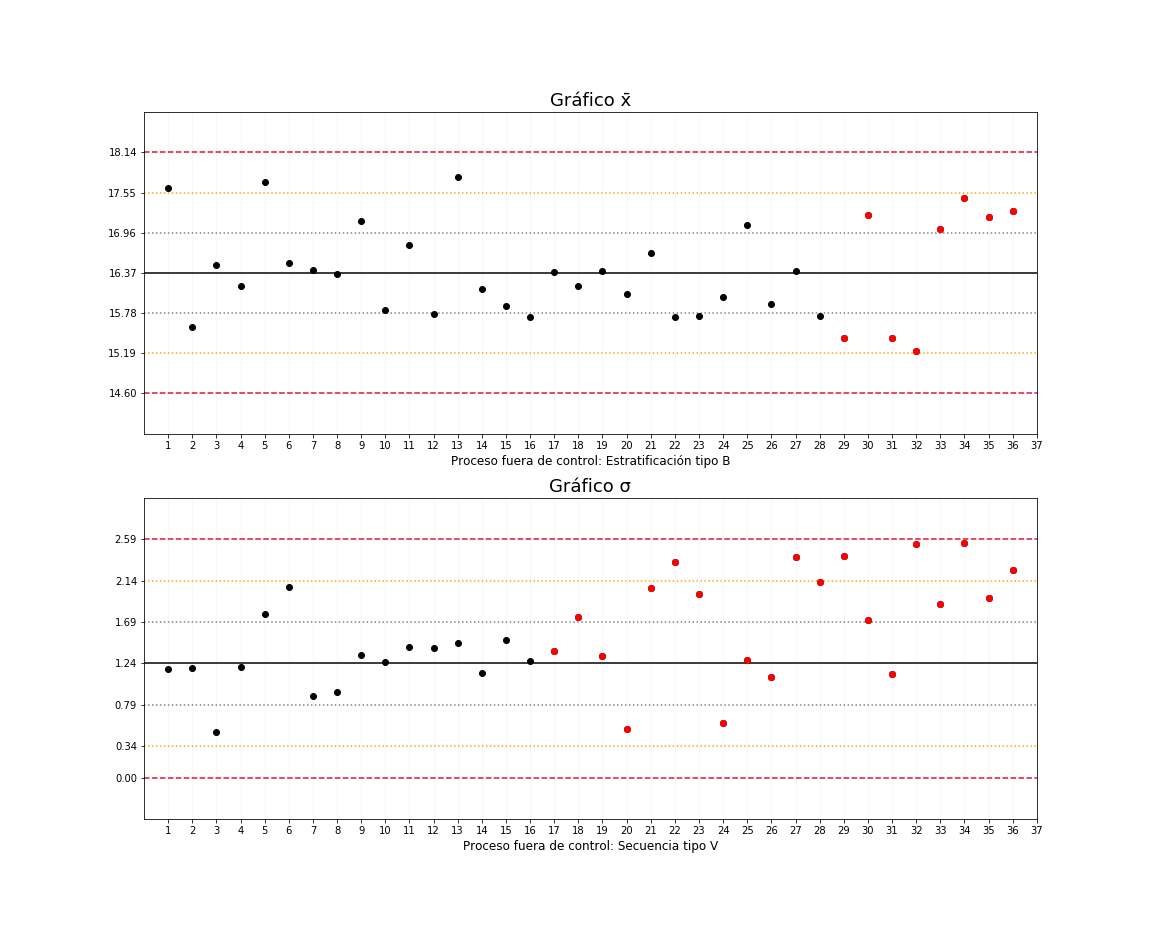 Gráfico x̄
18.14
17.55
16.96
16.37
15.78
15.19
14.60
1 2 3 4 5 6 7 8 9 10 11 12 13 14 15 16 17 18 19 20 21 22 23 24 25 26 27 28 29 30 31 32 33 34 35 36 37
Proceso fuera de control: Estratificación tipo B
Gráfico σ
2.59
2.14
1.69
1.24
0.79
0.34
0.00
1 2 3 4 5 6 7 8 9 10 11 12 13 14 15 16 17 18 19 20 21 22 23 24 25 26 27 28 29 30 31 32 33 34 35 36 37
Proceso fuera de control: Secuencia tipo V